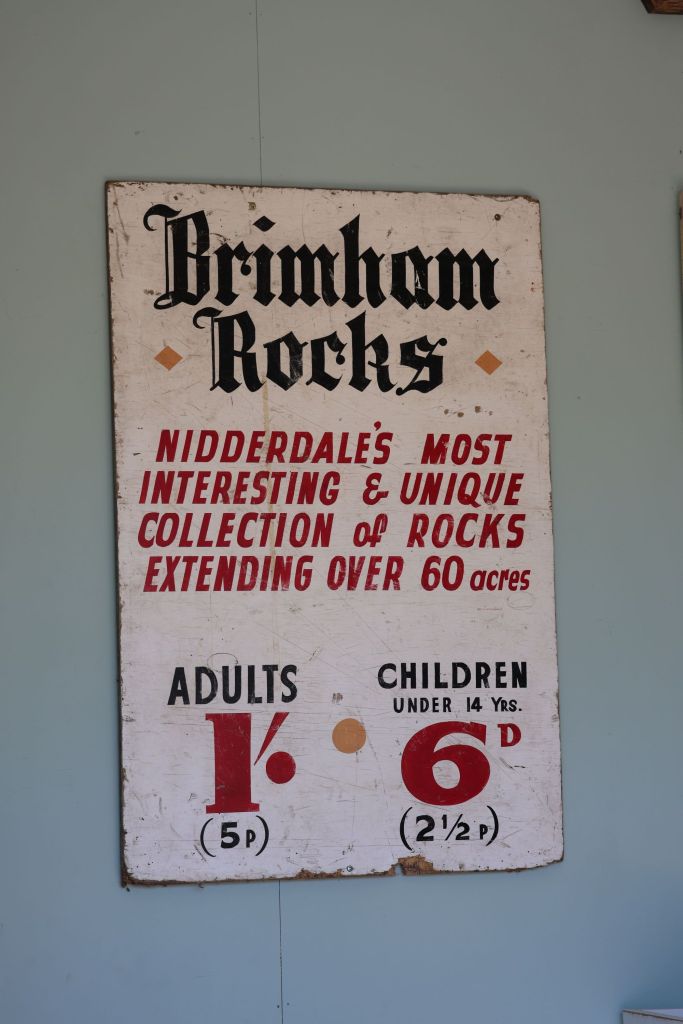 Brimham
Rocks
NIDDERDALE'S MOST
INTERESTING & UNIQUE
COLLECTION of ROCKS
EXTENDING OVER 60 acres
ADULTS
1/•
(5P)
CHILDREN
UNDER 14 YRS.
6D
(2½P)